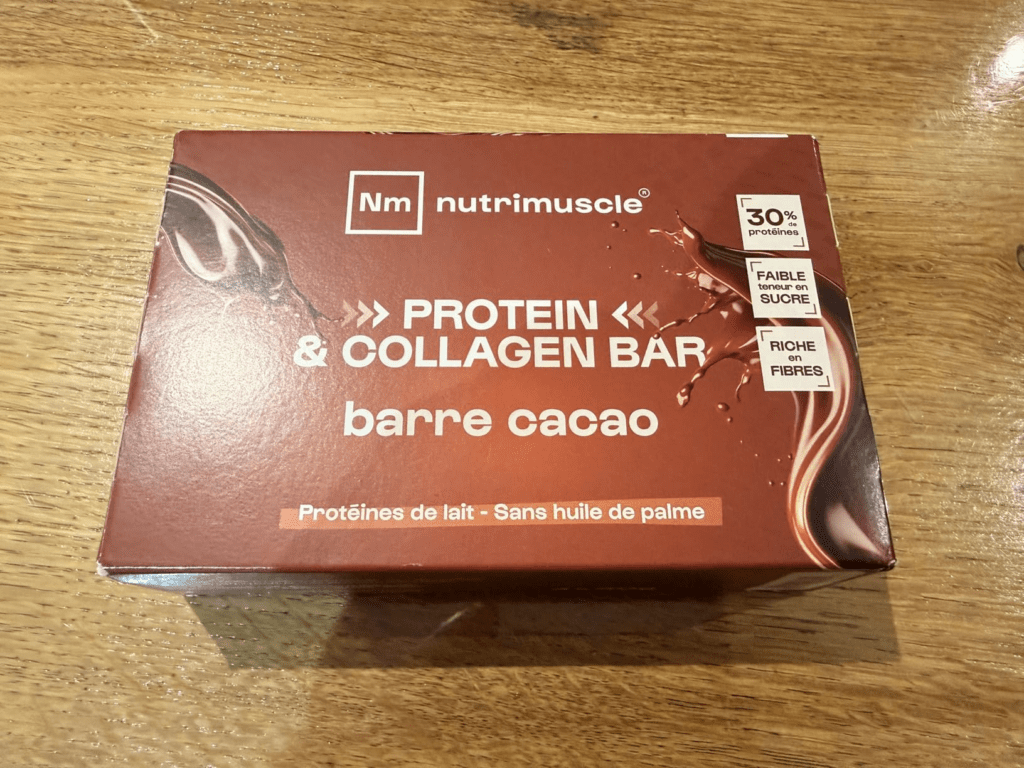 Nm nutrimuscle®
30% de
protéines
FAIBLE
teneur en
SUCRE
PROTEIN
& COLLAGEN BAR
RICHE
en
FIBRES
barre cacao
Protéines de lait - Sans huile de palme